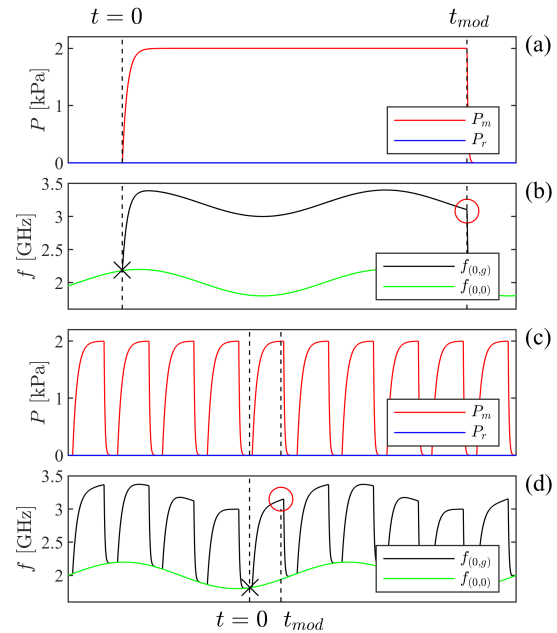 t = 0
t_mod
(a)
2
1
0
P [kPa]
P_m
P_r
(b)
3.5
3
2.5
2
f [GHz]
f_(0,g)
f_(0,0)
(c)
2
1
0
P [kPa]
P_m
P_r
(d)
3.5
3
2.5
2
f [GHz]
f_(0,g)
f_(0,0)
t = 0
t_mod